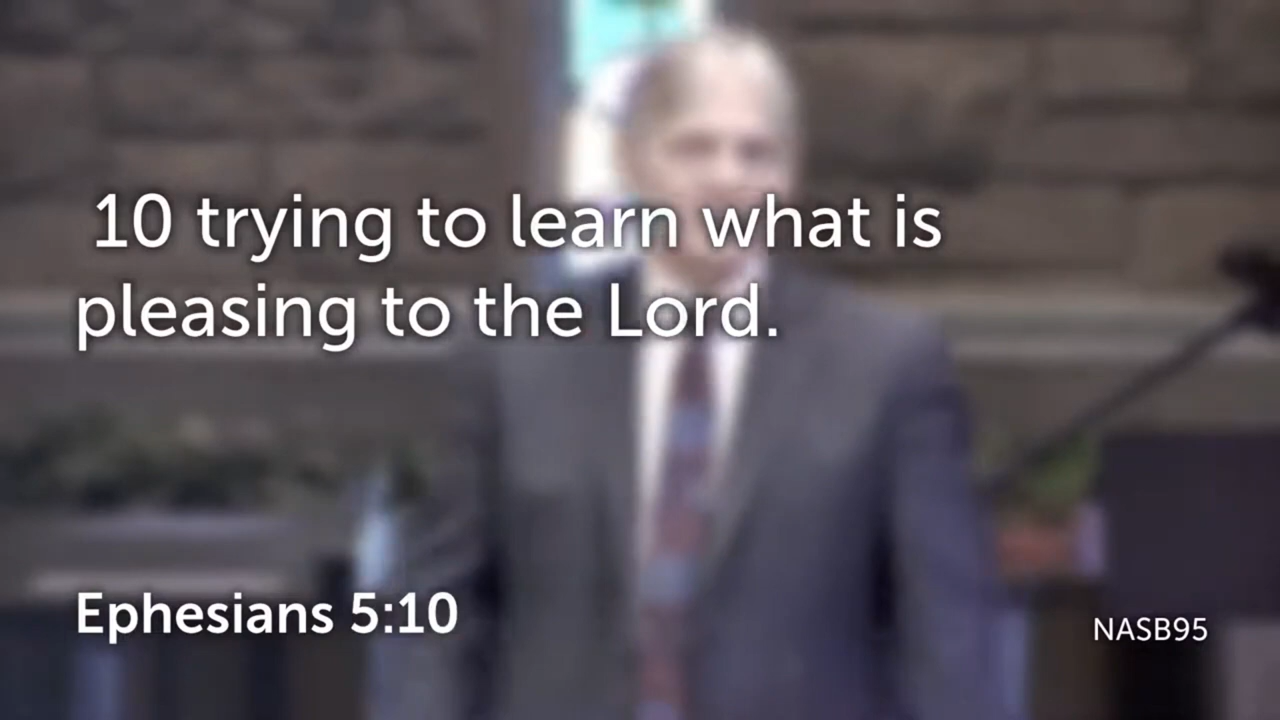 10 trying to learn what is
pleasing to the Lord.
Ephesians 5:10
NASB95